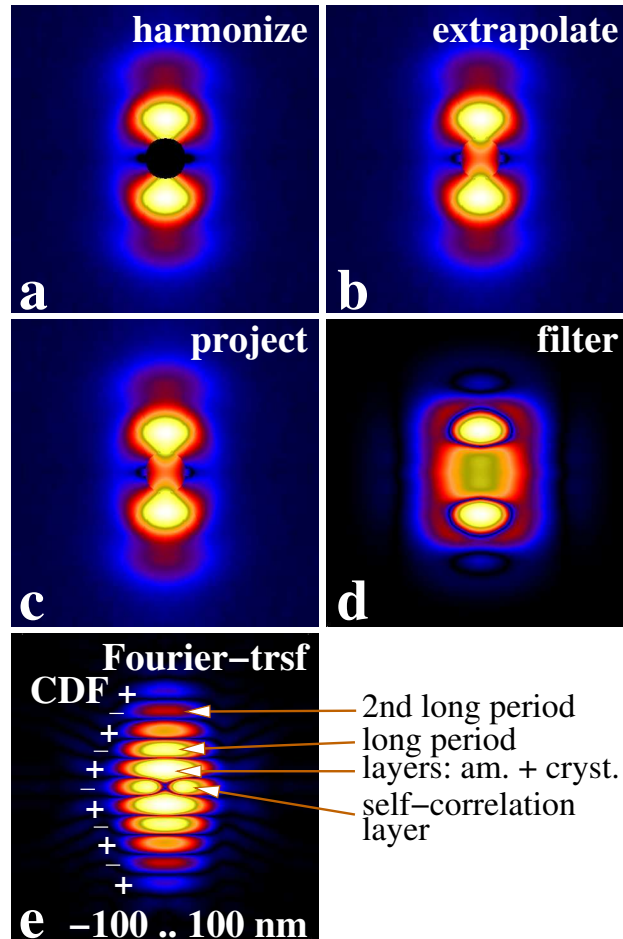 harmonize
a
extrapolate
b
project
c
filter
d
Fourier−trsf
CDF
+
−
+
−
+
−
+
−
+
−
+
2nd long period
long period
layers: am. + cryst.
self−correlation
layer
e
−100 .. 100 nm